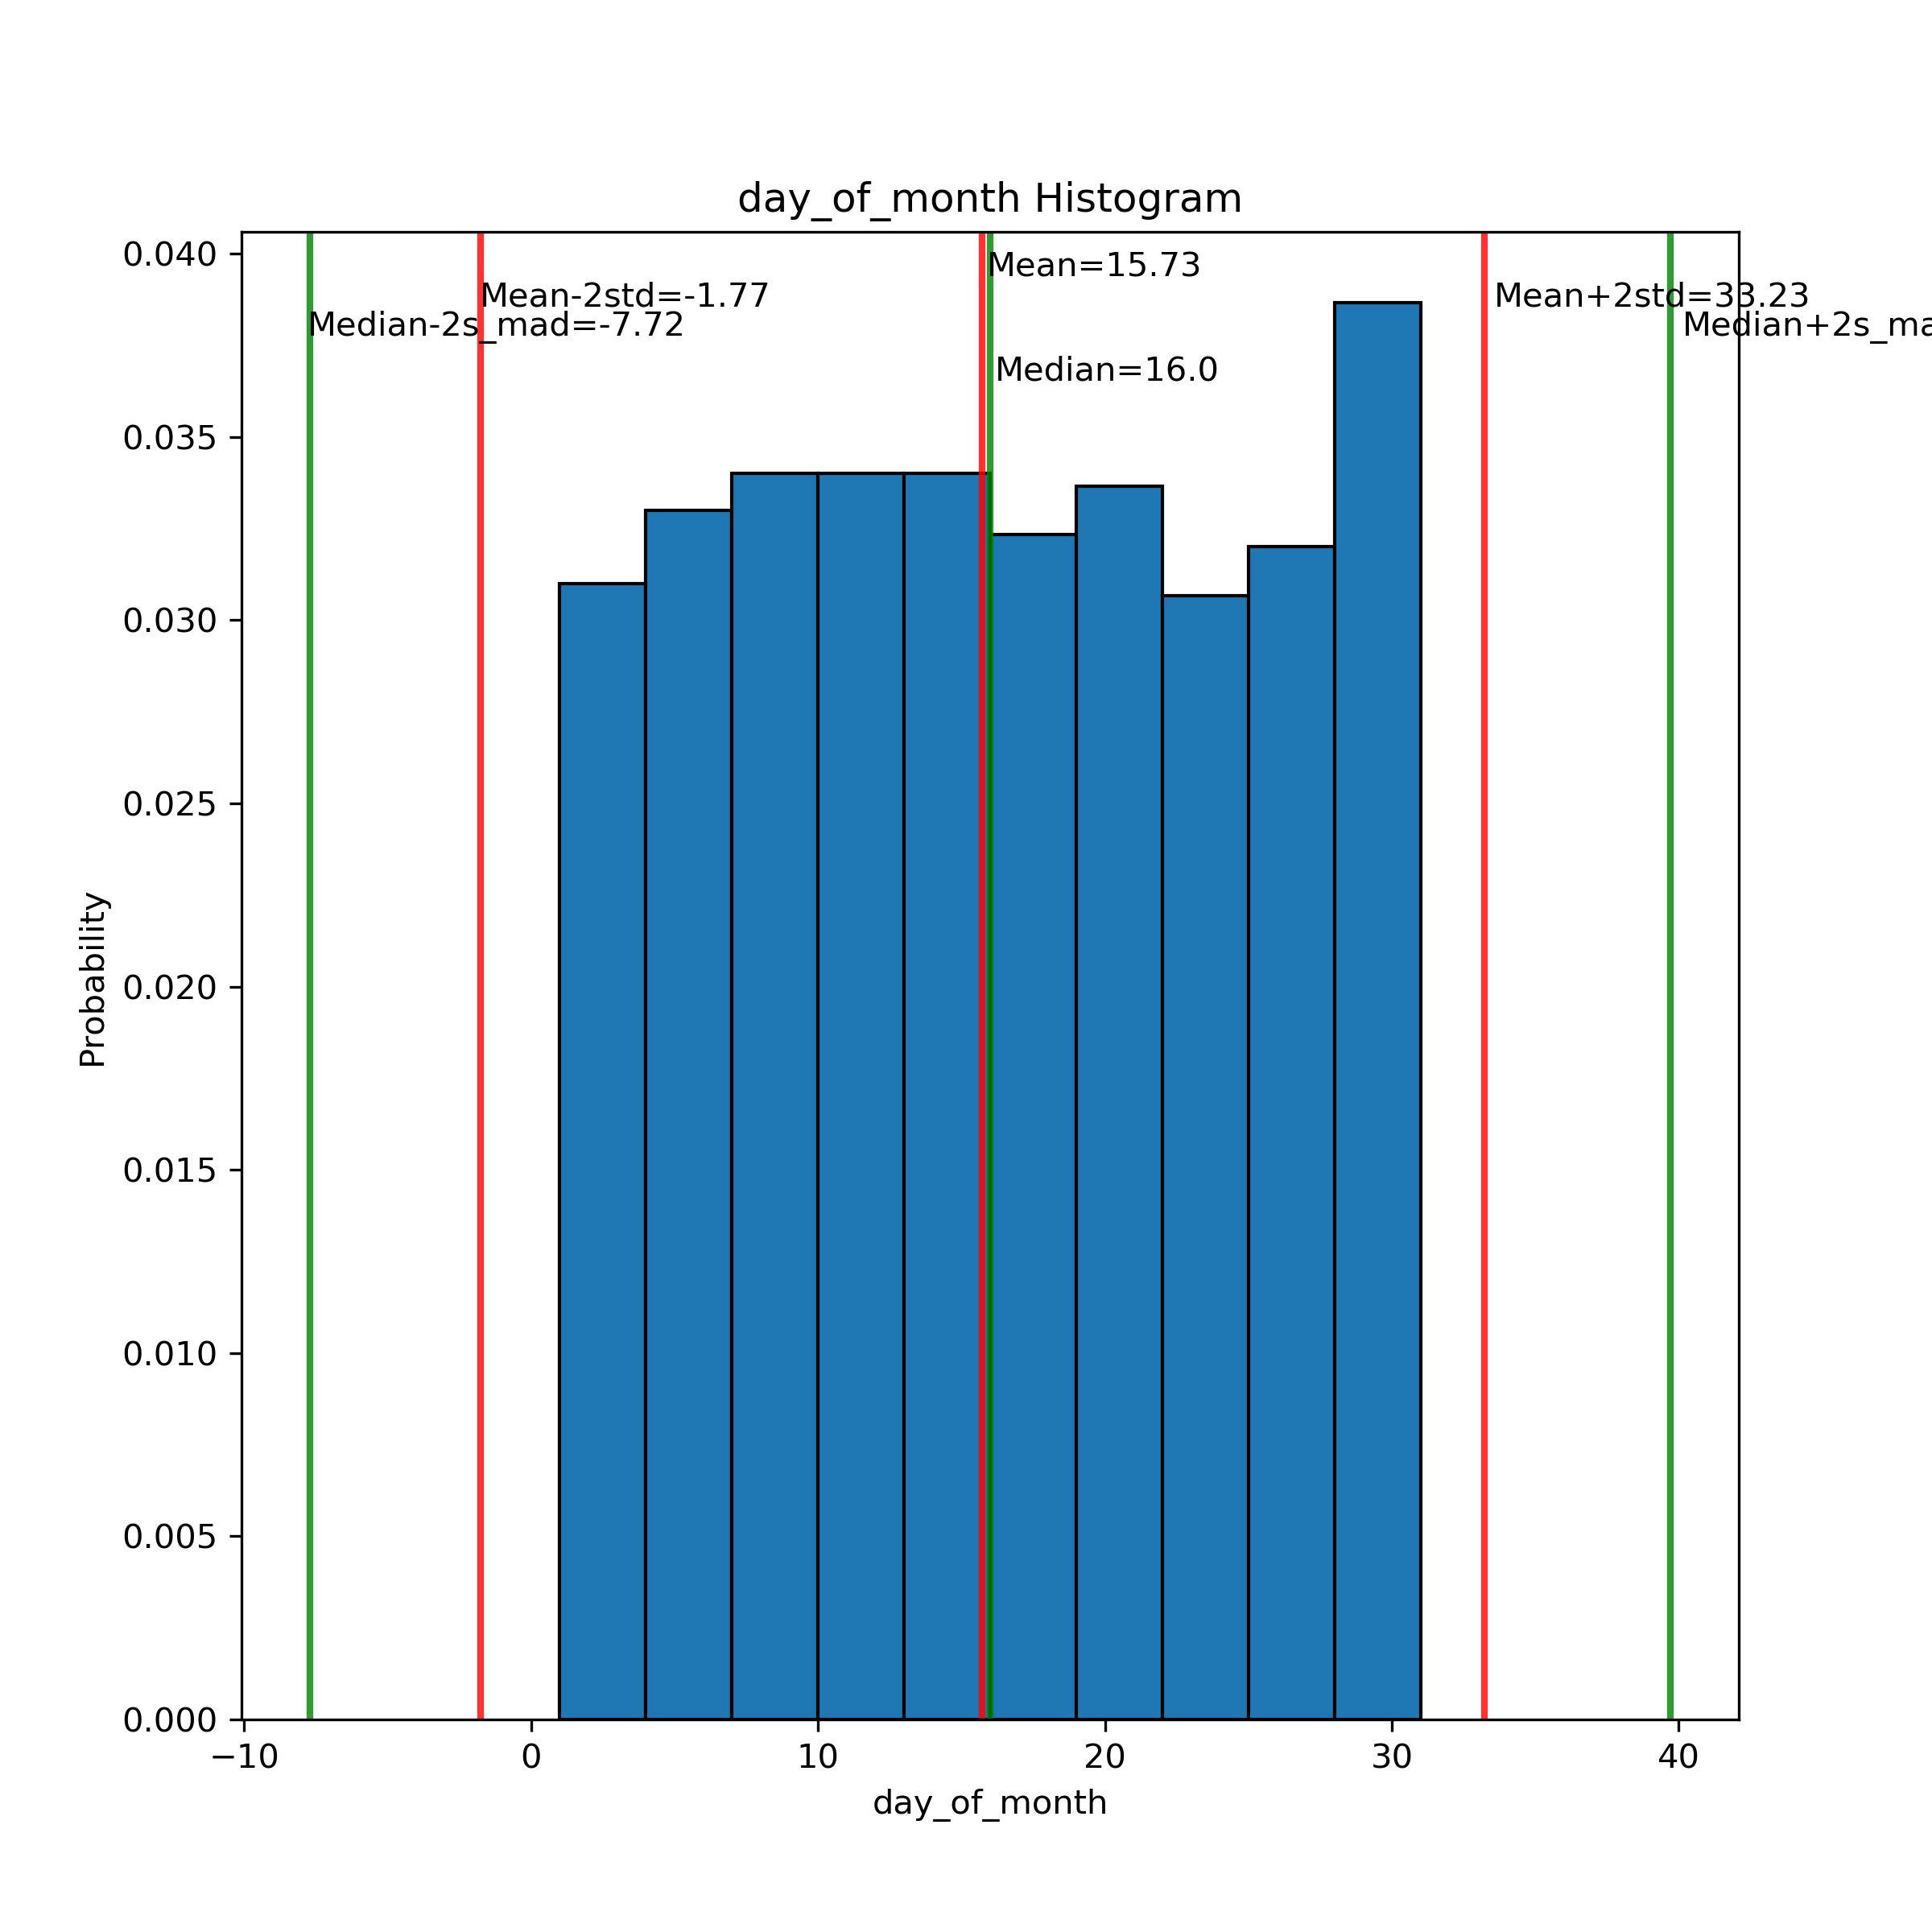 day_of_month Histogram
0.040
0.035
0.030
0.025
0.020
0.015
0.010
0.005
0.000
Probability
Mean=15.73
Mean-2std=-1.77
Mean+2std=33.23
Median-2s_mad=-7.72
Median+2s_ma
Median=16.0
−10
0
10
20
30
40
day_of_month